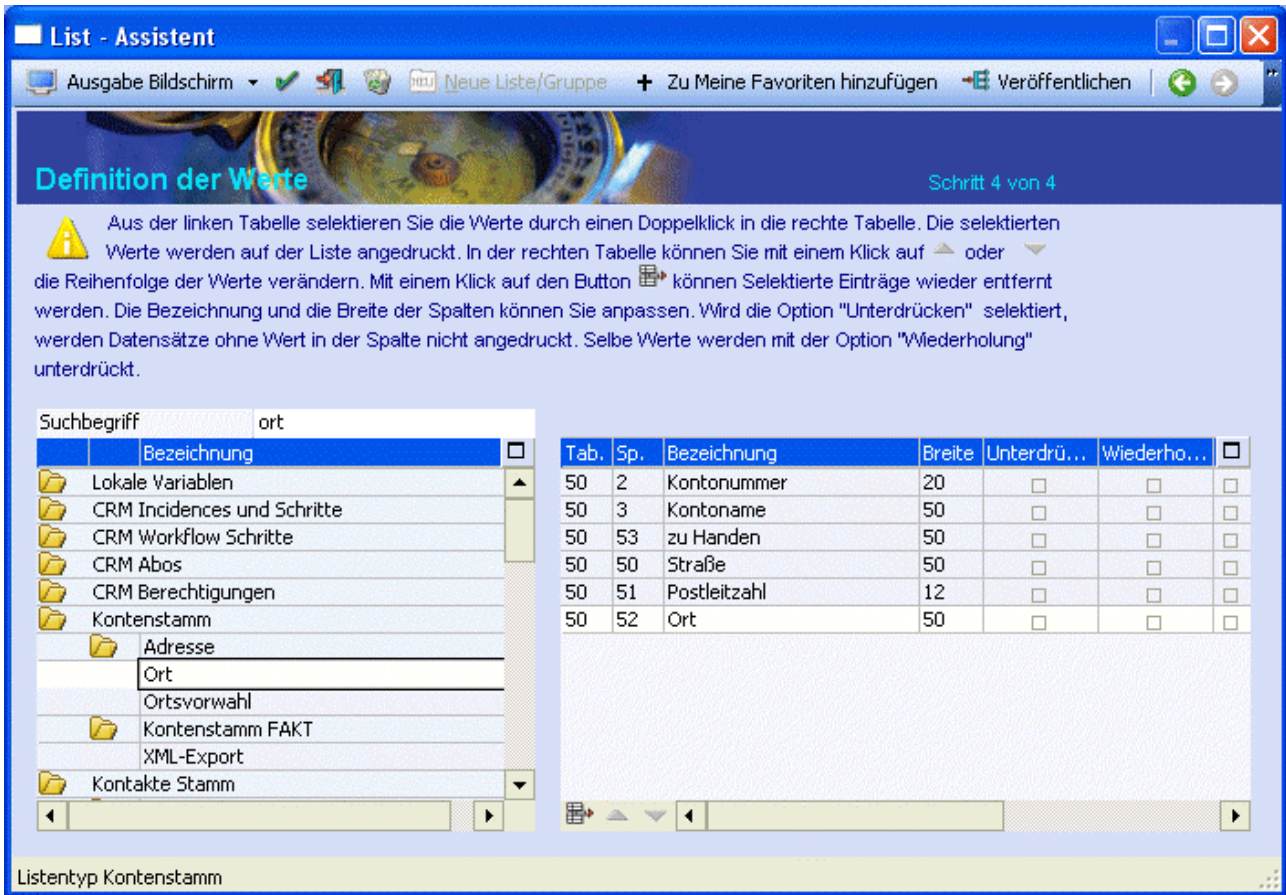 List - Assistent
Ausgabe Bildschirm Neue Liste/Gruppe + Zu Meine Favoriten hinzufügen Veröffentlichen
Definition der Werte Schritt 4 von 4
Aus der linken Tabelle selektieren Sie die Werte durch einen Doppelklick in die rechte Tabelle. Die selektierten
Werte werden auf der Liste angedruckt. In der rechten Tabelle können Sie mit einem Klick auf oder
die Reihenfolge der Werte verändern. Mit einem Klick auf den Button können Selektierte Einträge wieder entfernt
werden. Die Bezeichnung und die Breite der Spalten können Sie anpassen. Wird die Option "Unterdrücken" selektiert,
werden Datensätze ohne Wert in der Spalte nicht angedruckt. Selbe Werte werden mit der Option "Wiederholung"
unterdrückt.
Suchbegriff ort
Bezeichnung
Lokale Variablen
CRM Incidences und Schritte
CRM Workflow Schritte
CRM Abos
CRM Berechtigungen
Kontenstamm
Adresse
Ort
Ortsvorwahl
Kontenstamm FAKT
XML-Export
Kontakte Stamm
Tab. Sp. Bezeichnung Breite Unterdrü... Wiederho...
50 2 Kontonummer 20
50 3 Kontoname 50
50 53 zu Handen 50
50 50 Straße 50
50 51 Postleitzahl 12
50 52 Ort 50
Listentyp Kontenstamm